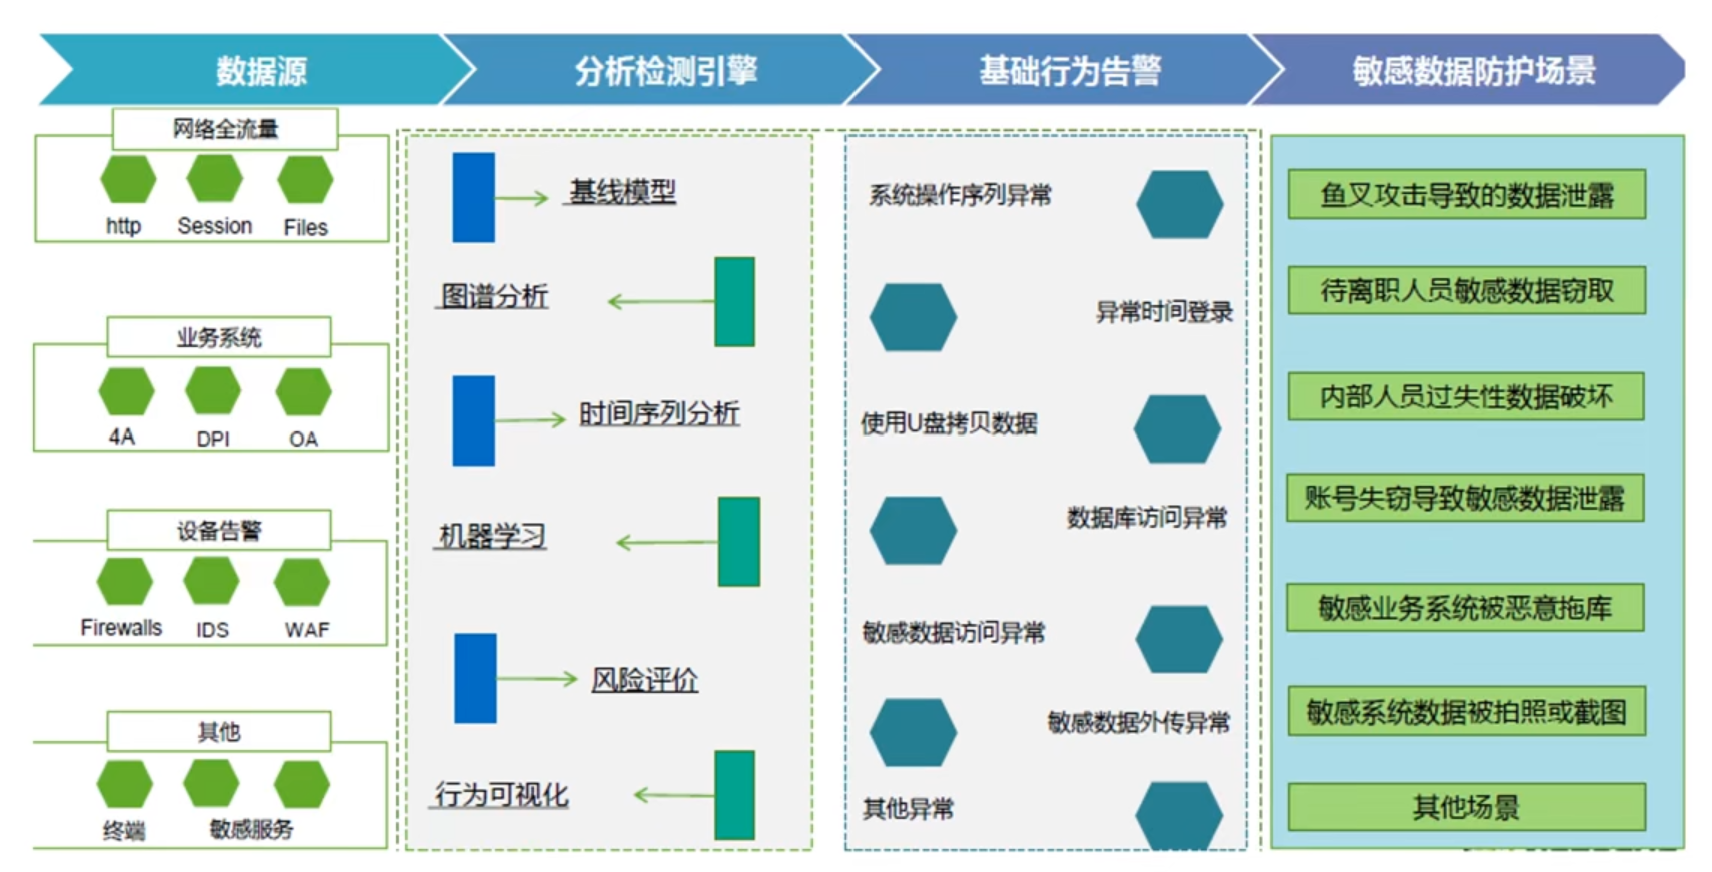 数据源
分析检测引擎
基础行为告警
敏感数据防护场景
网络全流量
http
Session
Files
业务系统
4A
DPI
OA
设备告警
Firewalls
IDS
WAF
其他
终端
敏感服务
基线模型
图谱分析
时间序列分析
机器学习
风险评价
行为可视化
系统操作序列异常
异常时间登录
使用U盘拷贝数据
数据库访问异常
敏感数据访问异常
敏感数据外传异常
其他异常
鱼叉攻击导致的数据泄露
待离职人员敏感数据窃取
内部人员过失性数据破坏
账号失窃导致敏感数据泄露
敏感业务系统被恶意拖库
敏感系统数据被拍照或截图
其他场景